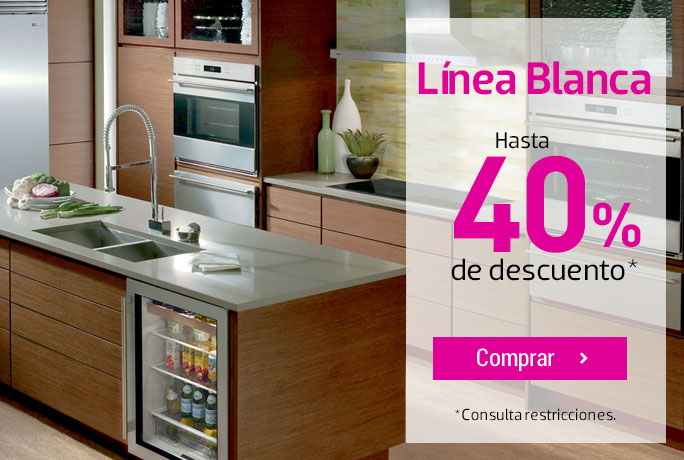 Línea Blanca
Hasta
40%
de descuento*
Comprar >
*Consulta restricciones.